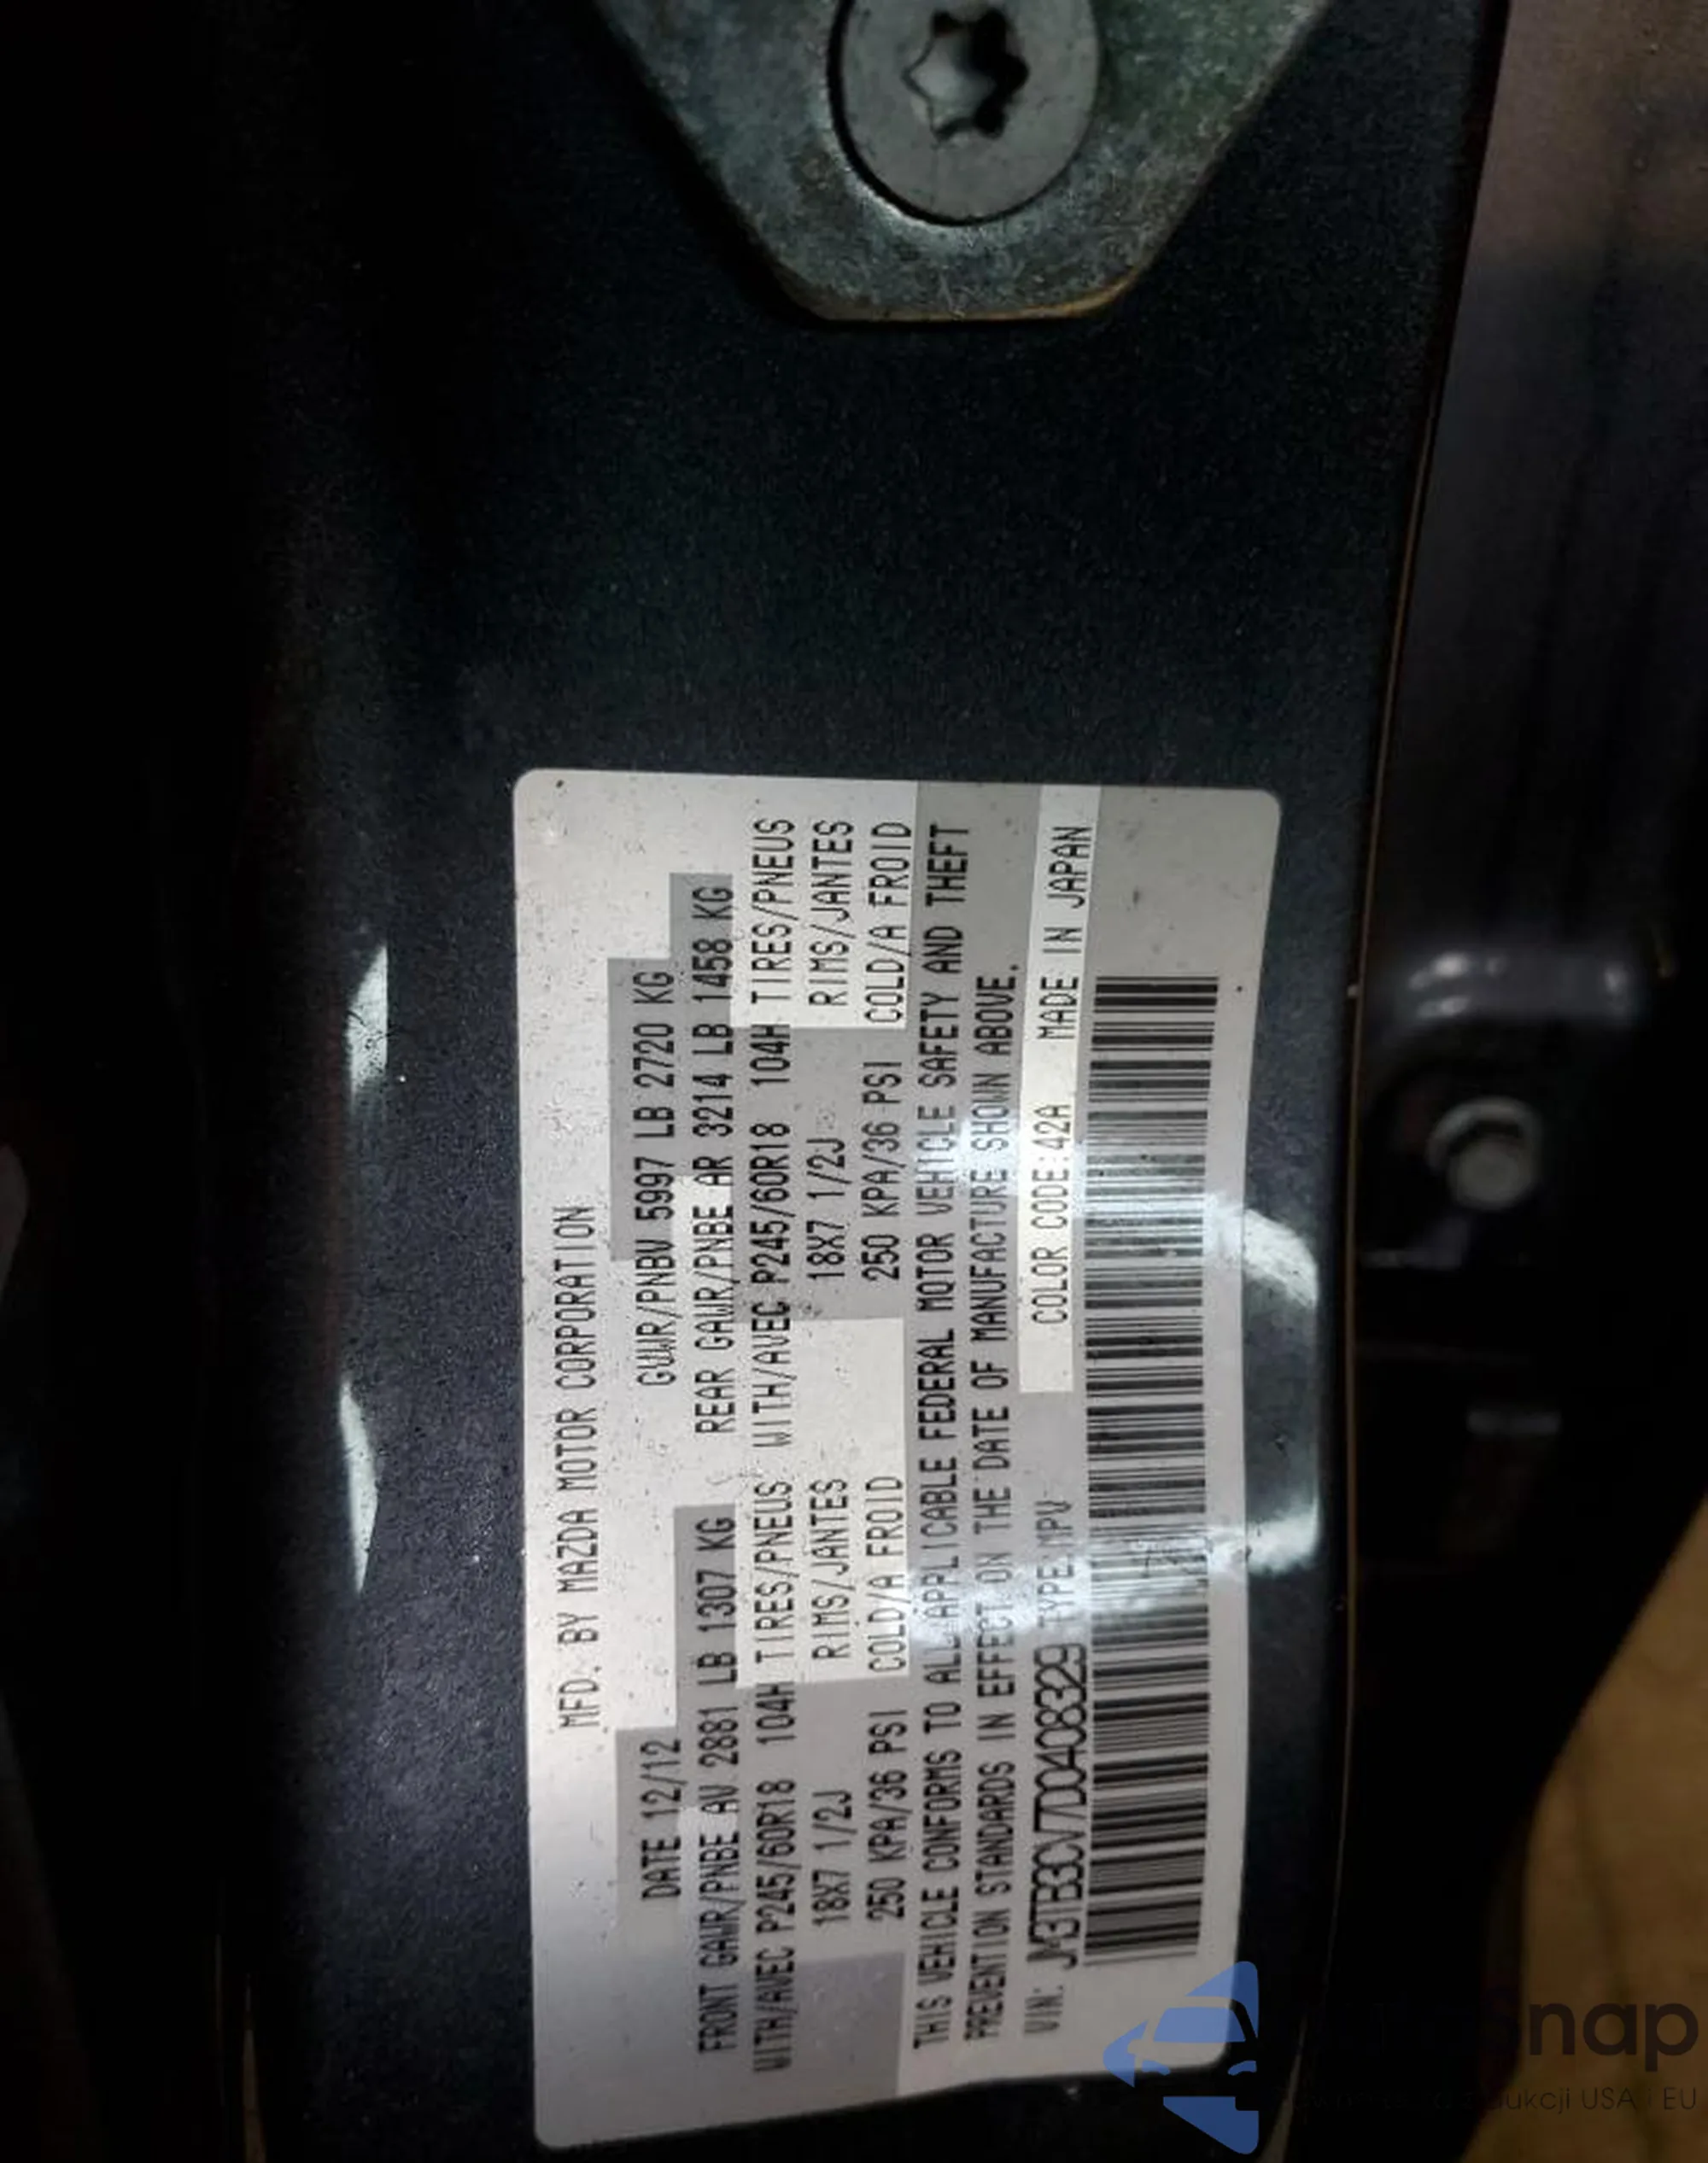 MFD. BY MAZDA MOTOR CORPORATION
DATE 12/12 GVWR/PNBV 5997 LB 2720 KG
FRONT GAWR/PNBE AV 2881 LB 1307 KG REAR GAWR/PNBE AR 3214 LB 1458 KG
WITH/AVEC P245/60R18 104H TIRES/PNEUS WITH/AVEC P245/60R18 104H TIRES/PNEUS
18X7 1/2J RIMS/JANTES 18X7 1/2J RIMS/JANTES
250 KPA/36 PSI COLD/A FROID 250 KPA/36 PSI COLD/A FROID
THIS VEHICLE CONFORMS TO ALL APPLICABLE FEDERAL MOTOR VEHICLE SAFETY AND THEFT
PREVENTION STANDARDS IN EFFECT ON THE DATE OF MANUFACTURE SHOWN ABOVE.
VIN: JM3TB3CV7D0408329 TYPE:MPV COLOR CODE:42A MADE IN JAPAN
USA i EU